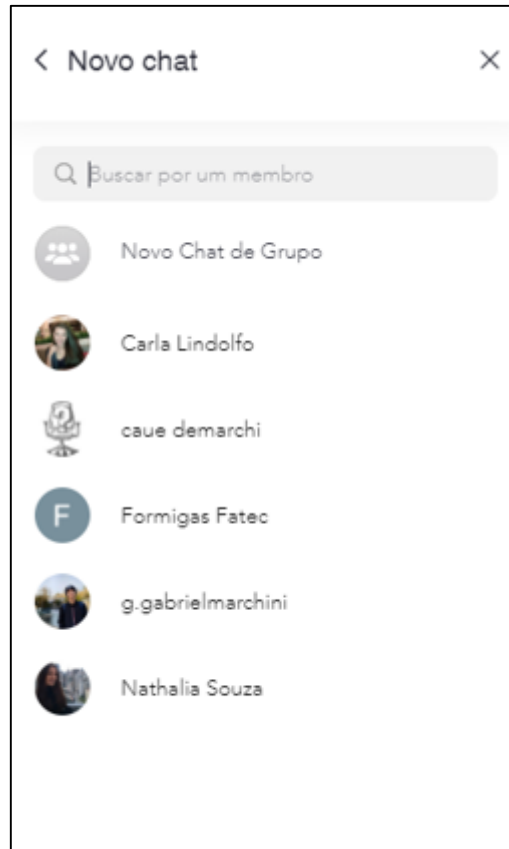 Novo chat
Buscar por um membro
Novo Chat de Grupo
Carla Lindolfo
caue demarchi
F Formigas Fatec
g.gabrielmarchini
Nathalia Souza